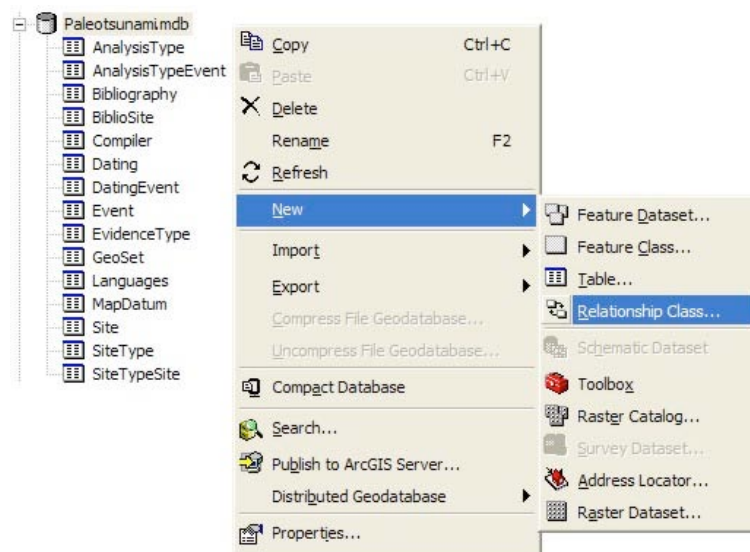 Paleotsunami.mdb
AnalysisType
AnalysisTypeEvent
Bibliography
BiblioSite
Compiler
Dating
DatingEvent
Event
EvidenceType
GeoSet
Languages
MapDatum
Site
SiteType
SiteTypeSite
Copy Ctrl+C
Paste Ctrl+V
Delete
Rename F2
Refresh
New
Import
Export
Compress File Geodatabase...
Uncompress File Geodatabase...
Compact Database
Search...
Publish to ArcGIS Server...
Distributed Geodatabase
Properties...
Feature Dataset...
Feature Class...
Table...
Relationship Class...
Schematic Dataset
Toolbox
Raster Catalog...
Survey Dataset...
Address Locator...
Raster Dataset...